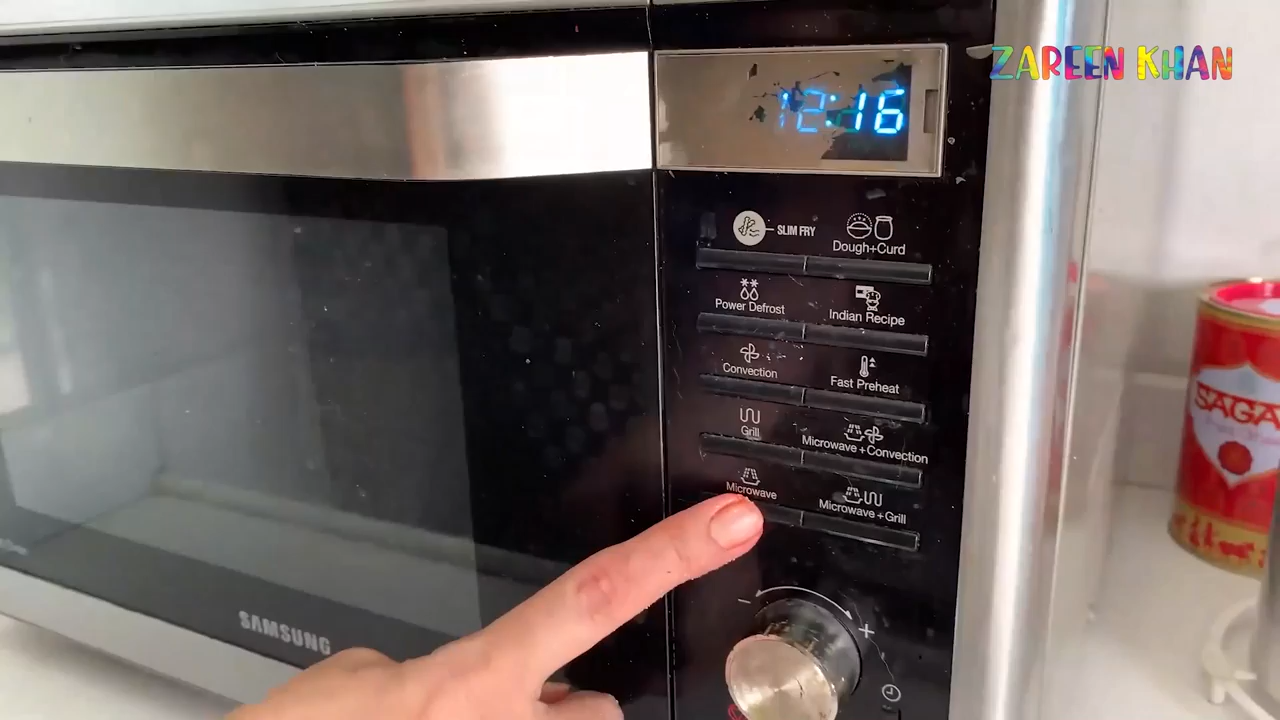 ZAREEN KHAN
12:16
SLIM FRY
Dough+Curd
Power Defrost
Indian Recipe
Convection
Fast Preheat
Grill
Microwave+Convection
Microwave
Microwave+Grill
- +
SAMSUNG
SAGA